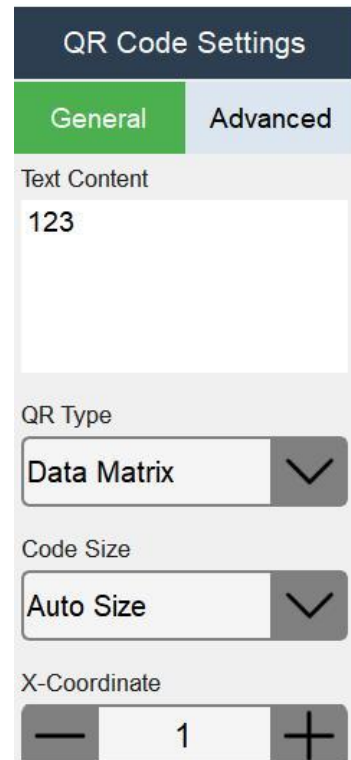 QR Code Settings
General Advanced
Text Content
123
QR Type
Data Matrix
Code Size
Auto Size
X-Coordinate
1